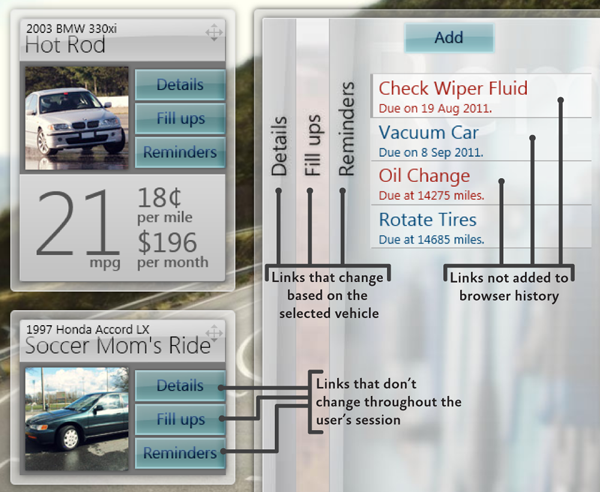 2003 BMW 330xi
Hot Rod
Details
Fill ups
Reminders
21
mpg
18¢
per mile
$196
per month
1997 Honda Accord LX
Soccer Mom's Ride
Details
Fill ups
Reminders
Details
Fill ups
Reminders
Add
Check Wiper Fluid
Due on 19 Aug 2011.
Vacuum Car
Due on 8 Sep 2011.
Oil Change
Due at 14275 miles.
Rotate Tires
Due at 14685 miles.
Links that change
based on the
selected vehicle
Links not added to
browser history
Links that don't
change throughout the
user's session